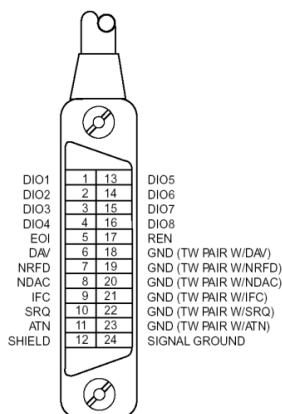 DIO1 1 13 DIO5
DIO2 2 14 DIO6
DIO3 3 15 DIO7
DIO4 4 16 DIO8
EOI 5 17 REN
DAV 6 18 GND (TW PAIR W/DAV)
NRFD 7 19 GND (TW PAIR W/NRFD)
NDAC 8 20 GND (TW PAIR W/NDAC)
IFC 9 21 GND (TW PAIR W/IFC)
SRQ 10 22 GND (TW PAIR W/SRQ)
ATN 11 23 GND (TW PAIR W/ATN)
SHIELD 12 24 SIGNAL GROUND